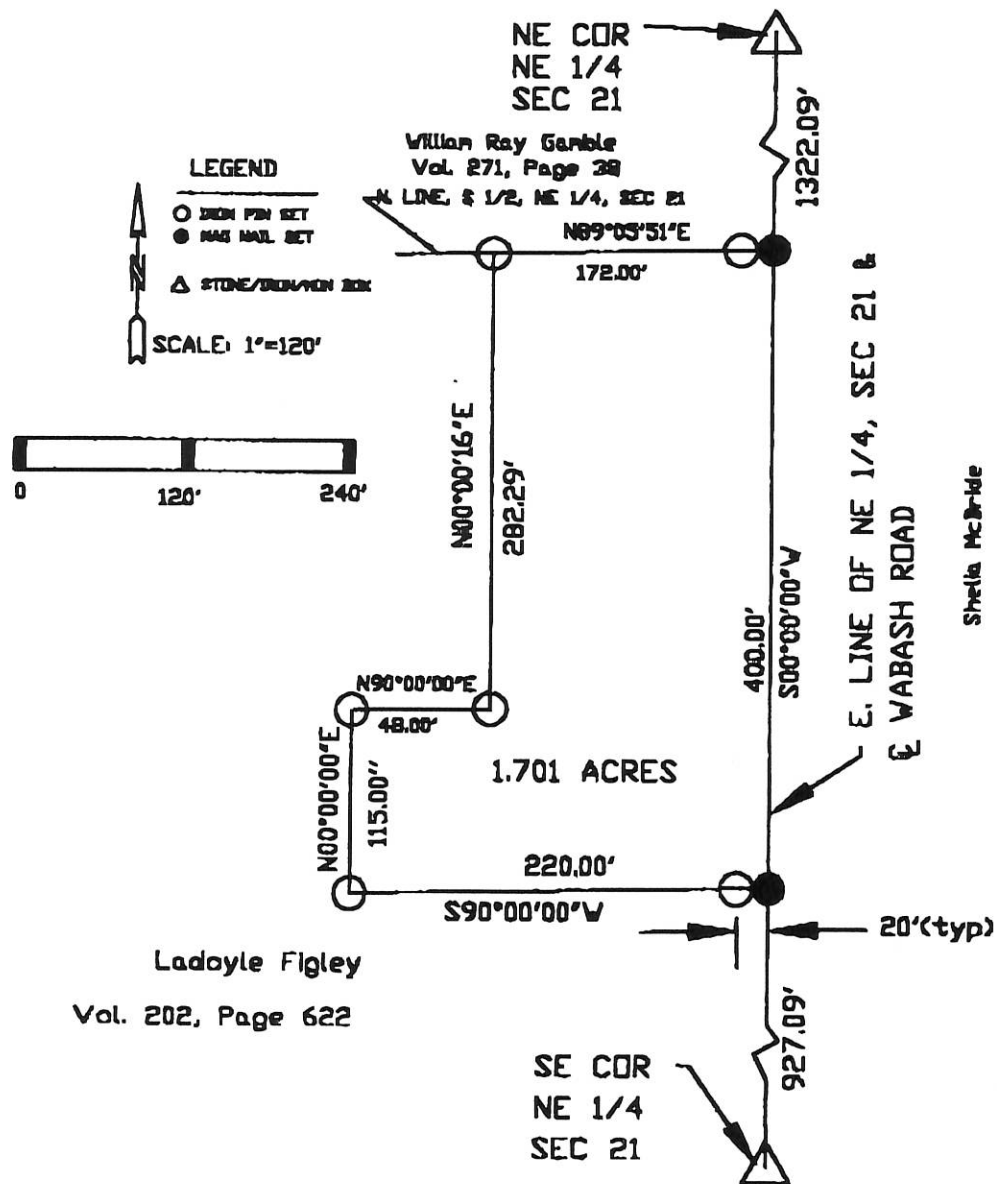 NE COR
NE 1/4
SEC 21
1322.09'
William Ray Gamble
Vol. 271, Page 38
N. LINE, S 1/2, NE 1/4, SEC 21
LEGEND
IRON PIN SET
MAG NAIL SET
STONE/IRON/MON BOX
N
SCALE: 1"=120'
0 120' 240'
N89°05'51"E
172.00'
N00°00'16"E
282.29'
N90°00'00"E
48.00'
N00°00'00"E
115.00"
1.701 ACRES
400.00'
S00°00'00"W
E. LINE OF NE 1/4, SEC 21 &
℄ WABASH ROAD
Sheila McBride
220.00'
S90°00'00"W
20'(typ)
Ladoyle Figley
Vol. 202, Page 622
927.09'
SE COR
NE 1/4
SEC 21